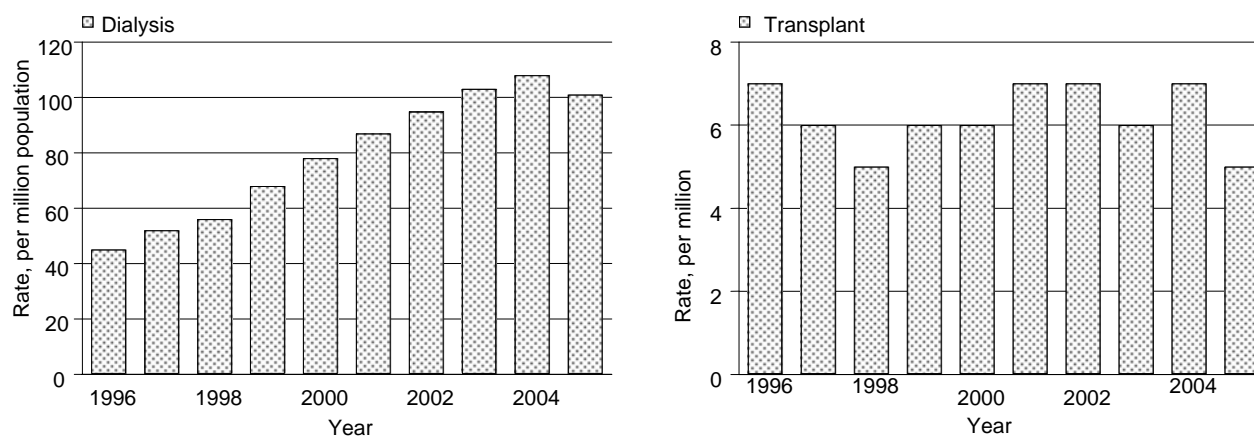 Dialysis
Rate, per million population
120
100
80
60
40
20
0
1996 1998 2000 2002 2004
Year
Transplant
Rate, per million
8
6
4
2
0
1996 1998 2000 2002 2004
Year